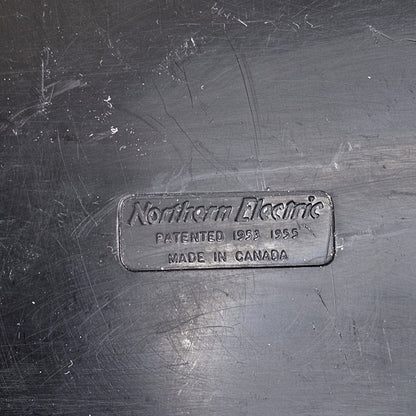 Northern Electric
PATENTED 1953 1955
MADE IN CANADA